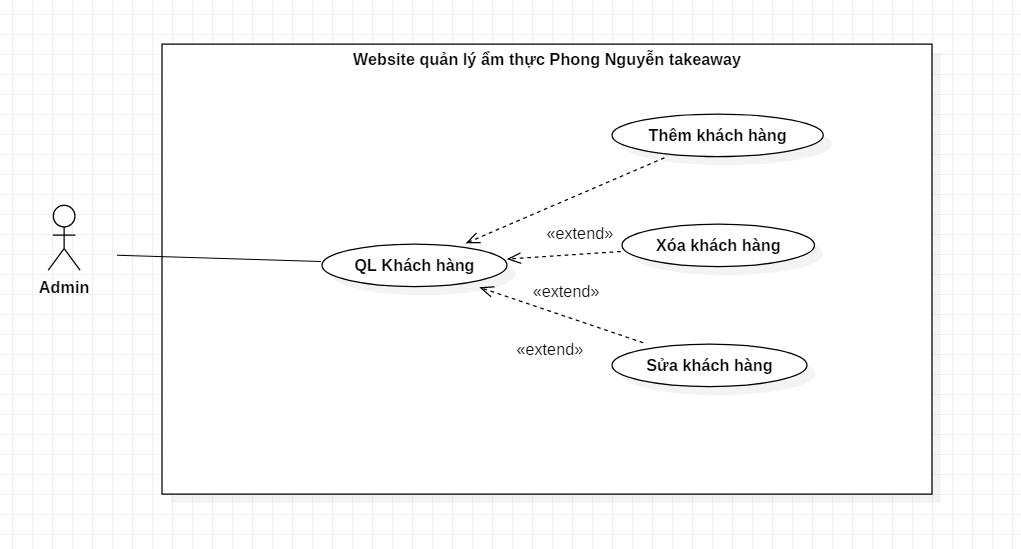 Website quản lý ẩm thực Phong Nguyễn takeaway
Thêm khách hàng
«extend»
Xóa khách hàng
QL Khách hàng
Admin
«extend»
«extend»
Sửa khách hàng